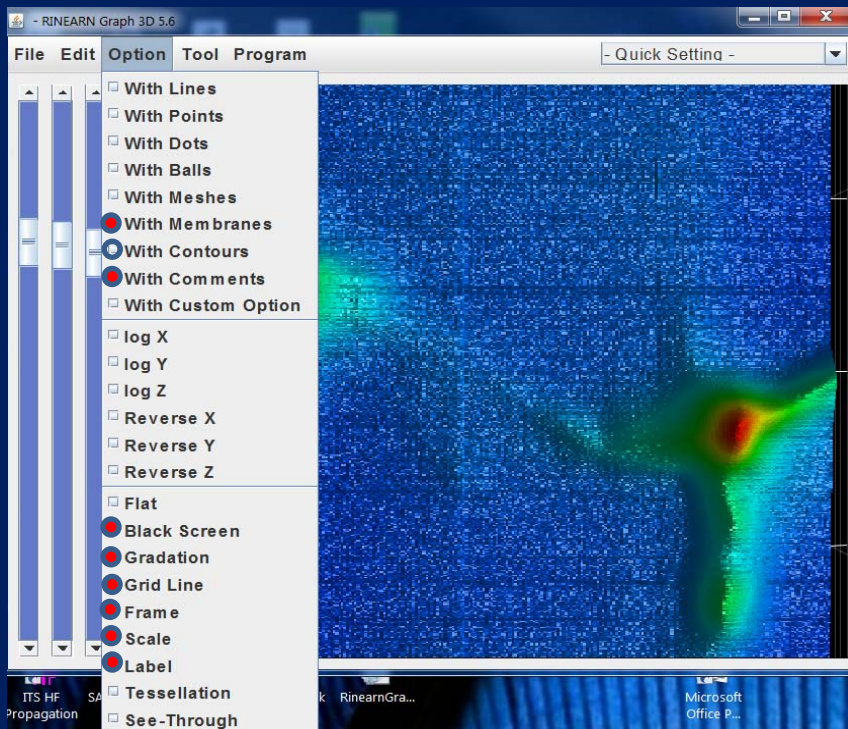 - RINEARN Graph 3D 5.6
File Edit Option Tool Program
- Quick Setting -
With Lines
With Points
With Dots
With Balls
With Meshes
With Membranes
With Contours
With Comments
With Custom Option
log X
log Y
log Z
Reverse X
Reverse Y
Reverse Z
Flat
Black Screen
Gradation
Grid Line
Frame
Scale
Label
Tessellation
See-Through
ITS HF
Propagation
RinearnGra...
Microsoft
Office P...